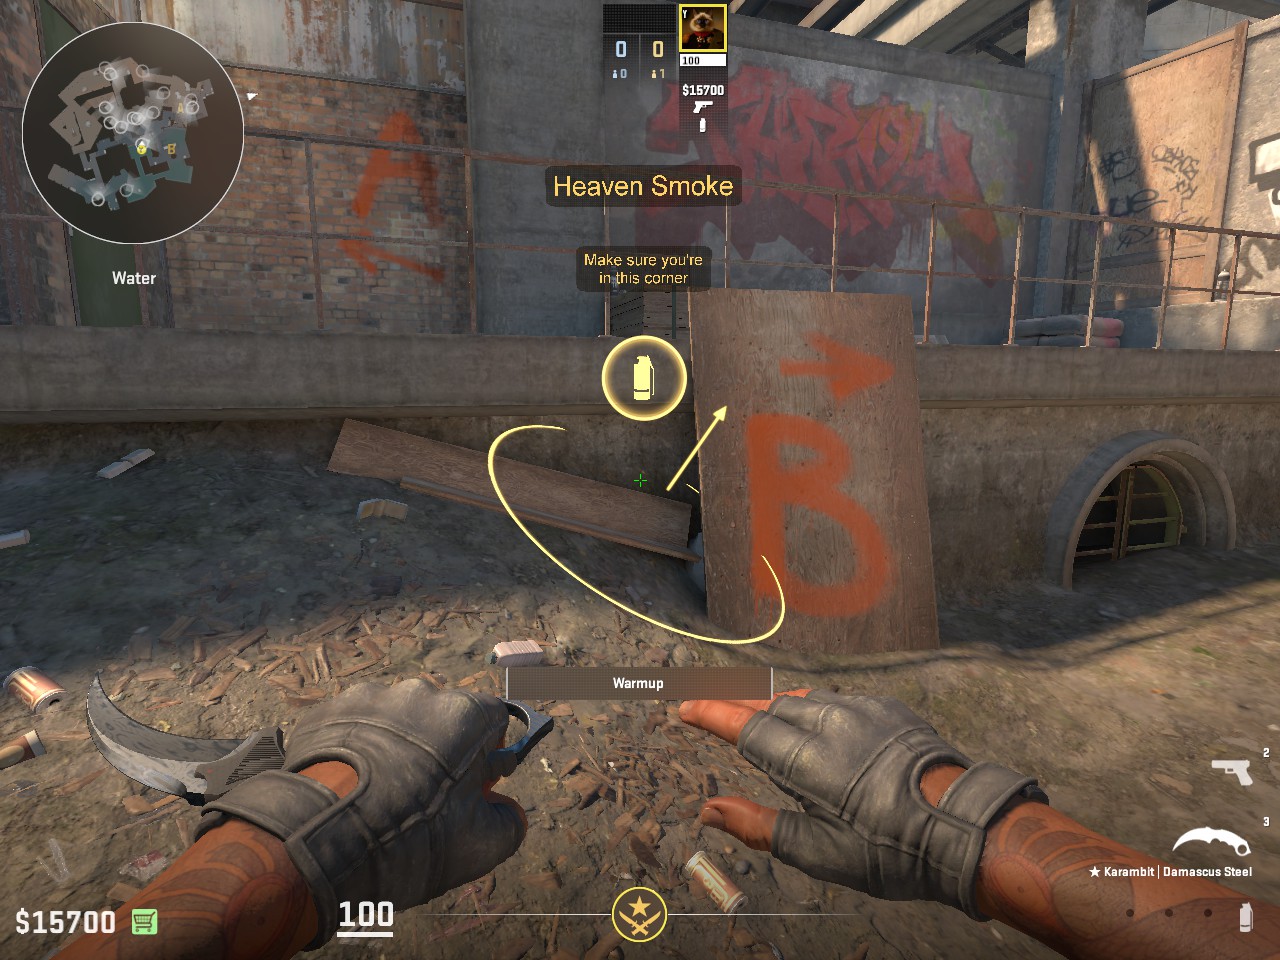 0
0
0
1
100
$15700
A
B
Water
A
THROW
Heaven Smoke
Make sure you're
in this corner
B
Warmup
2
3
★ Karambit | Damascus Steel
$15700
100